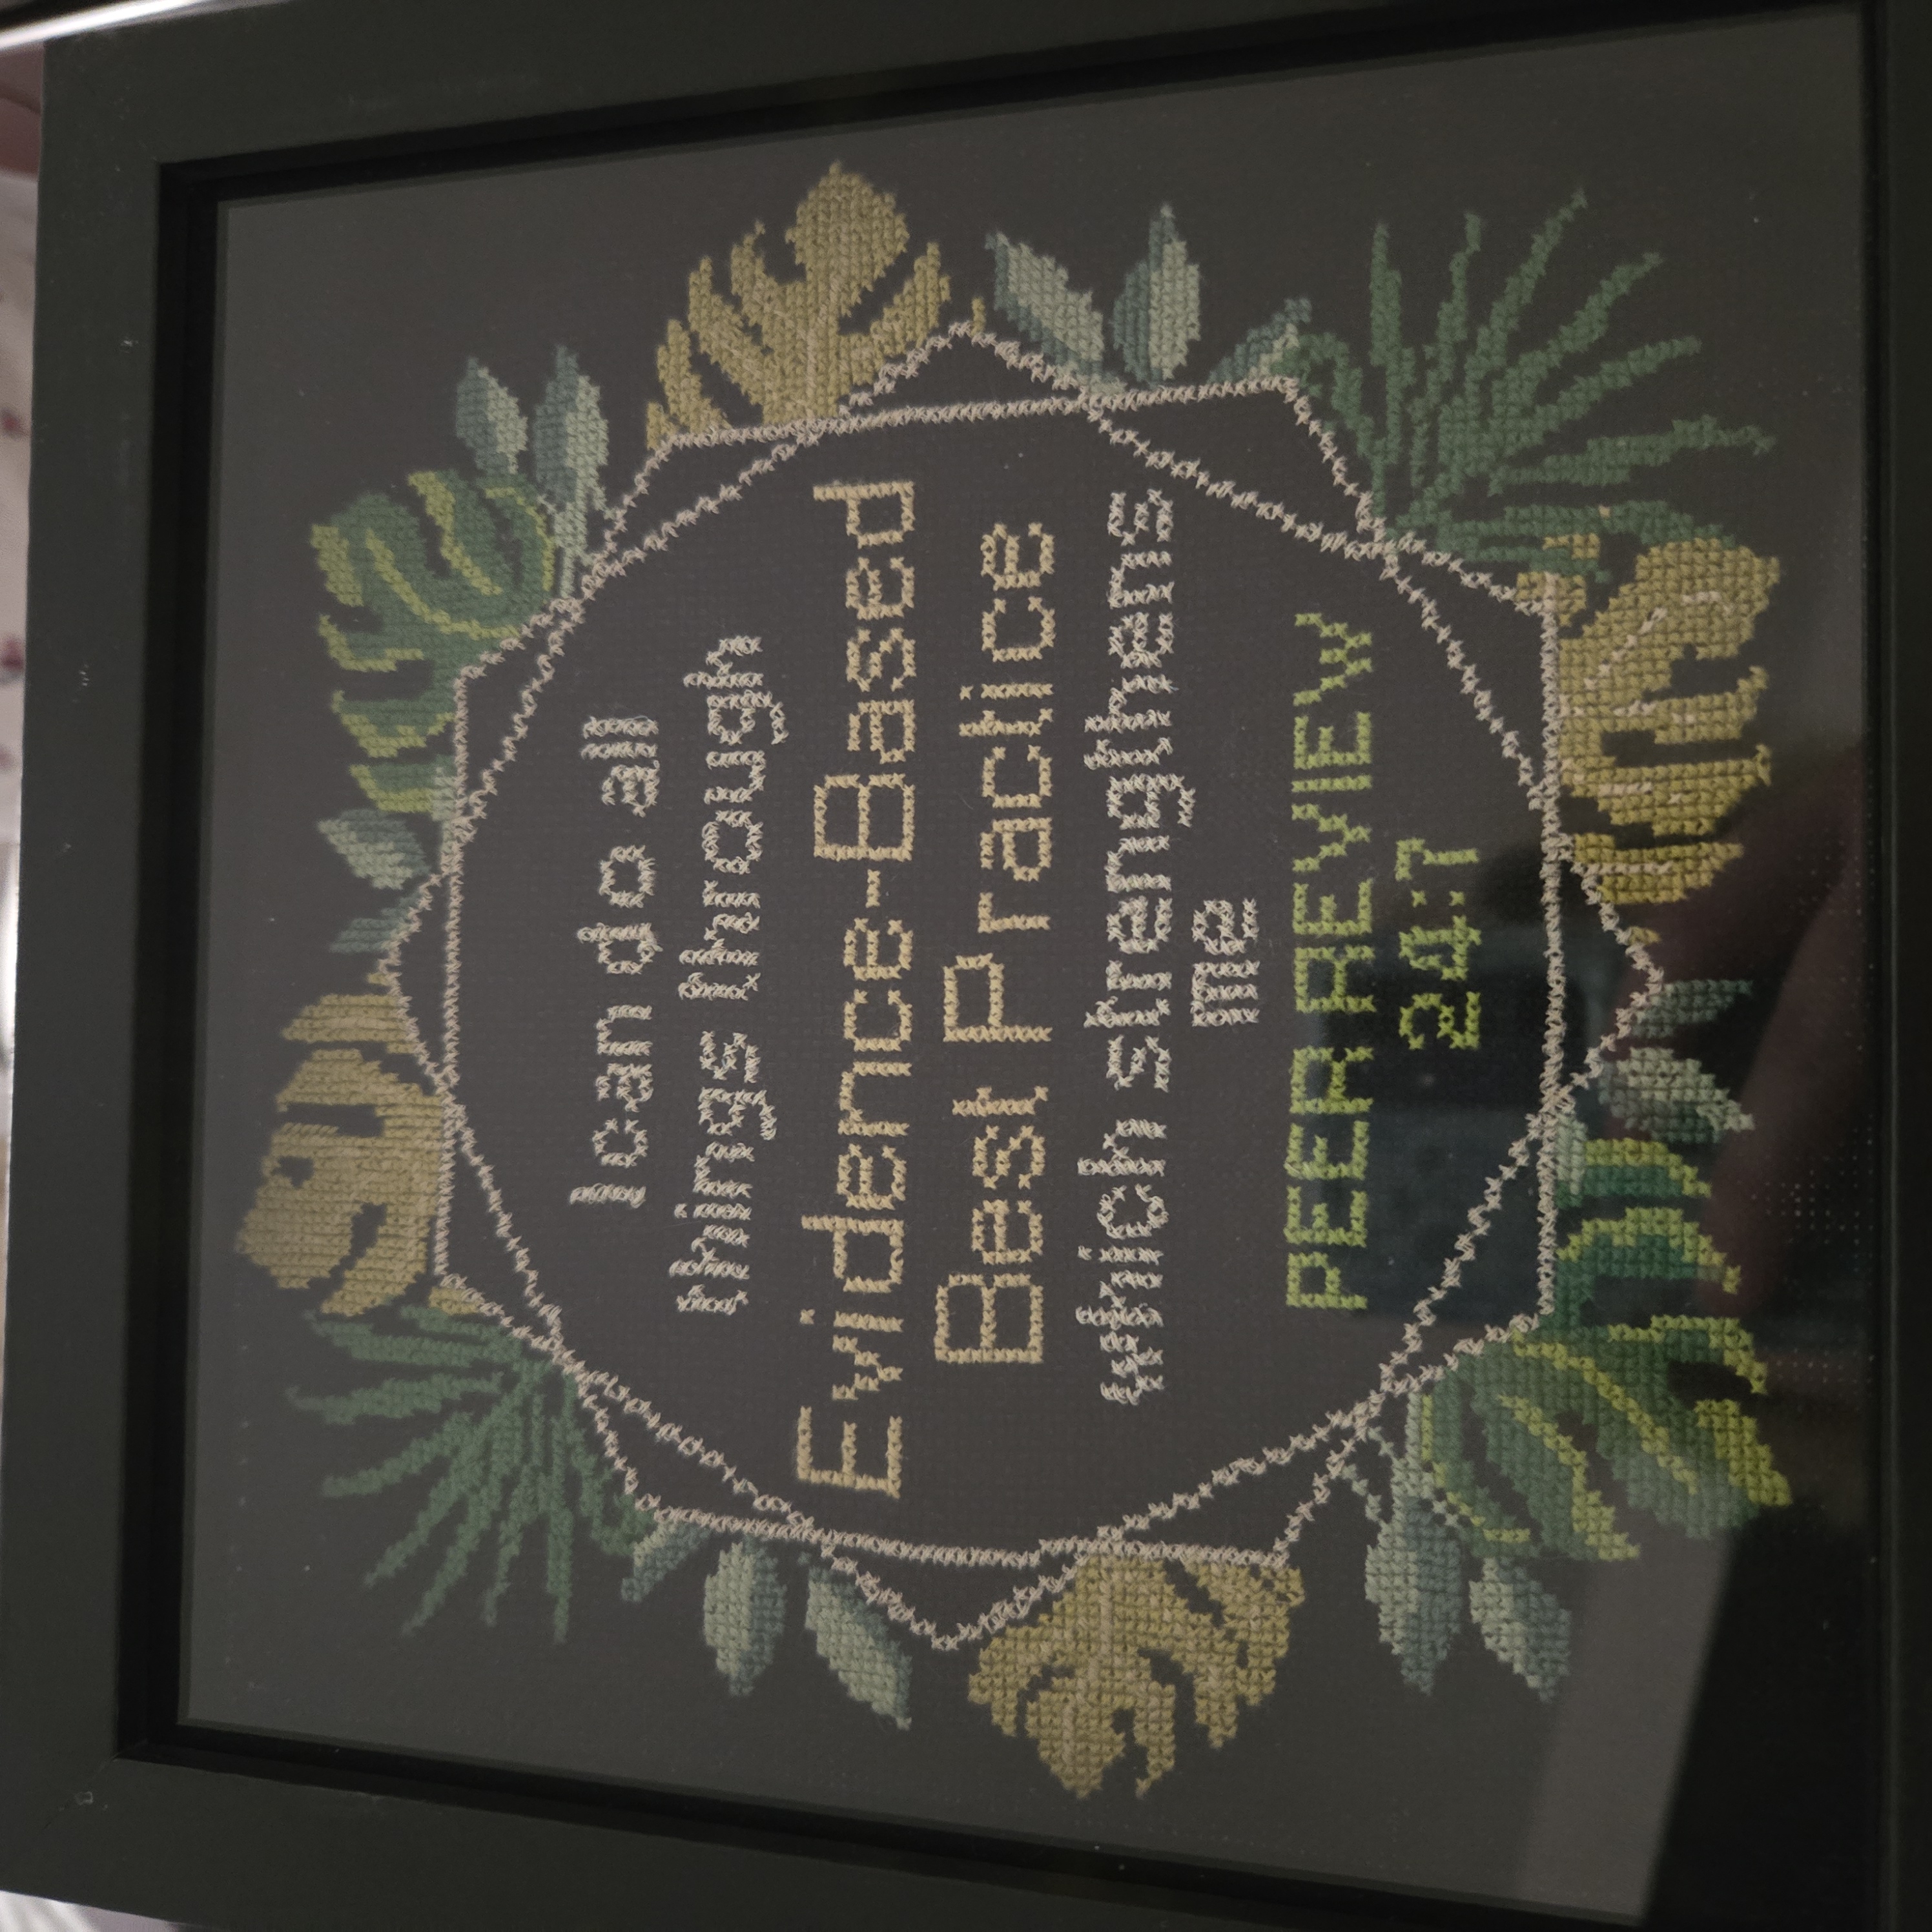 I can do all
things through
Evidence-Based
Best Practice
which strengthens
me
PEER REVIEW
24:7